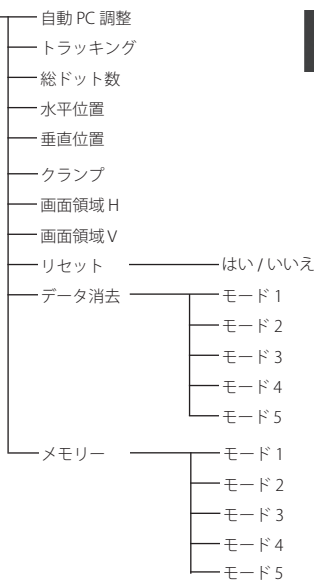 自動 PC 調整
トラッキング
総ドット数
水平位置
垂直位置
クランプ
画面領域 H
画面領域 V
リセット はい / いいえ
データ消去 モード 1
モード 2
モード 3
モード 4
モード 5
メモリー モード 1
モード 2
モード 3
モード 4
モード 5